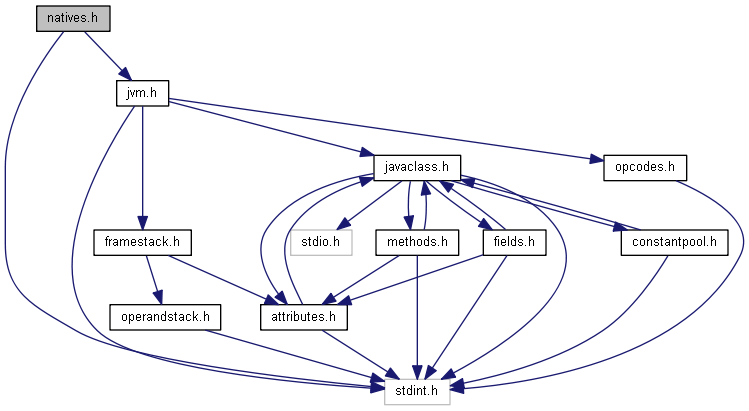 natives.h
jvm.h
javaclass.h
opcodes.h
framestack.h
stdio.h
methods.h
fields.h
constantpool.h
operandstack.h
attributes.h
stdint.h